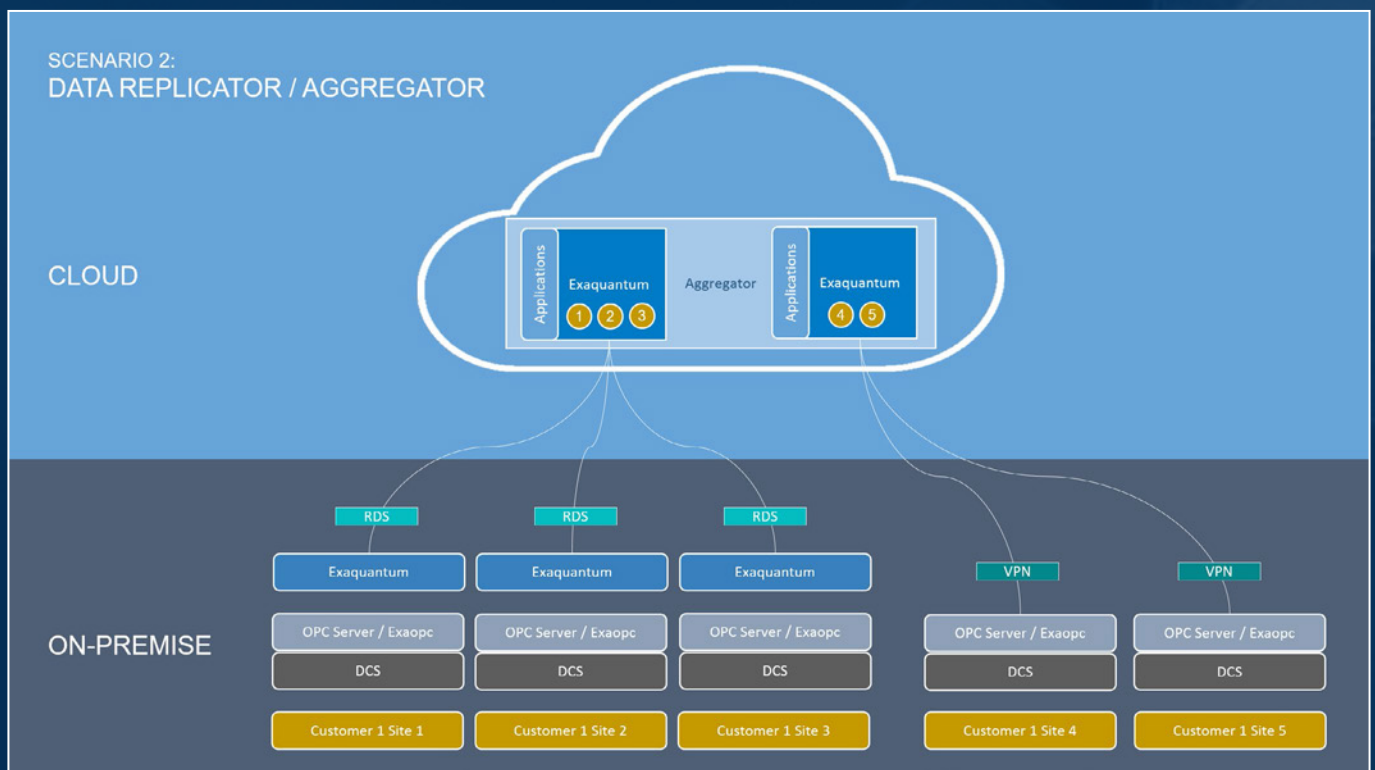 SCENARIO 2:
DATA REPLICATOR / AGGREGATOR
CLOUD
Applications
Exaquantum
1 2 3
Aggregator
Applications
Exaquantum
4 5
RDS RDS RDS
Exaquantum Exaquantum Exaquantum
VPN VPN
ON-PREMISE
OPC Server / Exaopc OPC Server / Exaopc OPC Server / Exaopc OPC Server / Exaopc OPC Server / Exaopc
DCS DCS DCS DCS DCS
Customer 1 Site 1 Customer 1 Site 2 Customer 1 Site 3 Customer 1 Site 4 Customer 1 Site 5